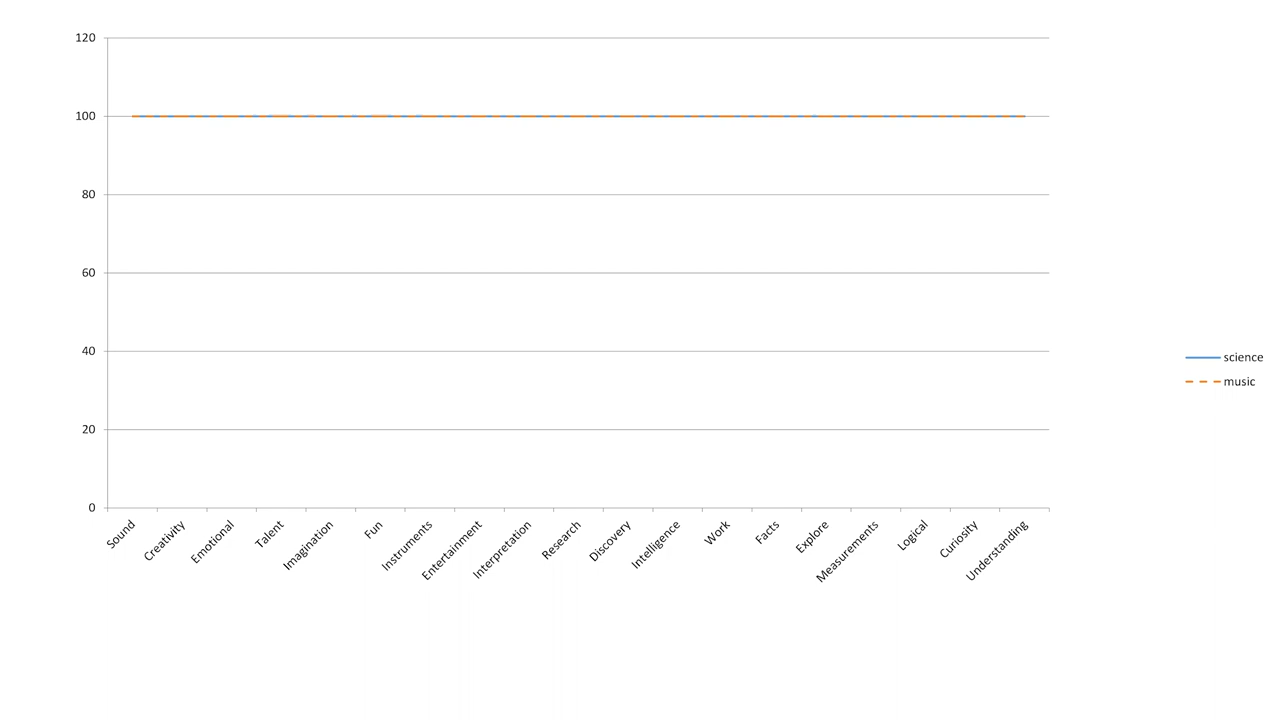 120
100
80
60
40
20
0
Sound
Creativity
Emotional
Talent
Imagination
Fun
Instruments
Entertainment
Interpretation
Research
Discovery
Intelligence
Work
Facts
Explore
Measurements
Logical
Curiosity
Understanding
science
music